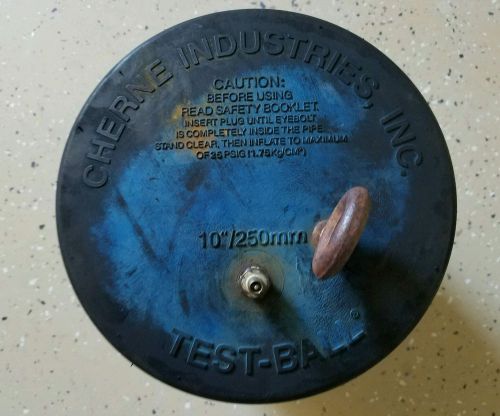 CHERNE INDUSTRIES, INC.
CAUTION:
BEFORE USING
READ SAFETY BOOKLET.
INSERT PLUG UNTIL EYEBOLT
IS COMPLETELY INSIDE THE PIPE.
STAND CLEAR, THEN INFLATE TO MAXIMUM
OF 25 PSIG (1.75Kg/CM²)
10"/250mm
TEST-BALL®